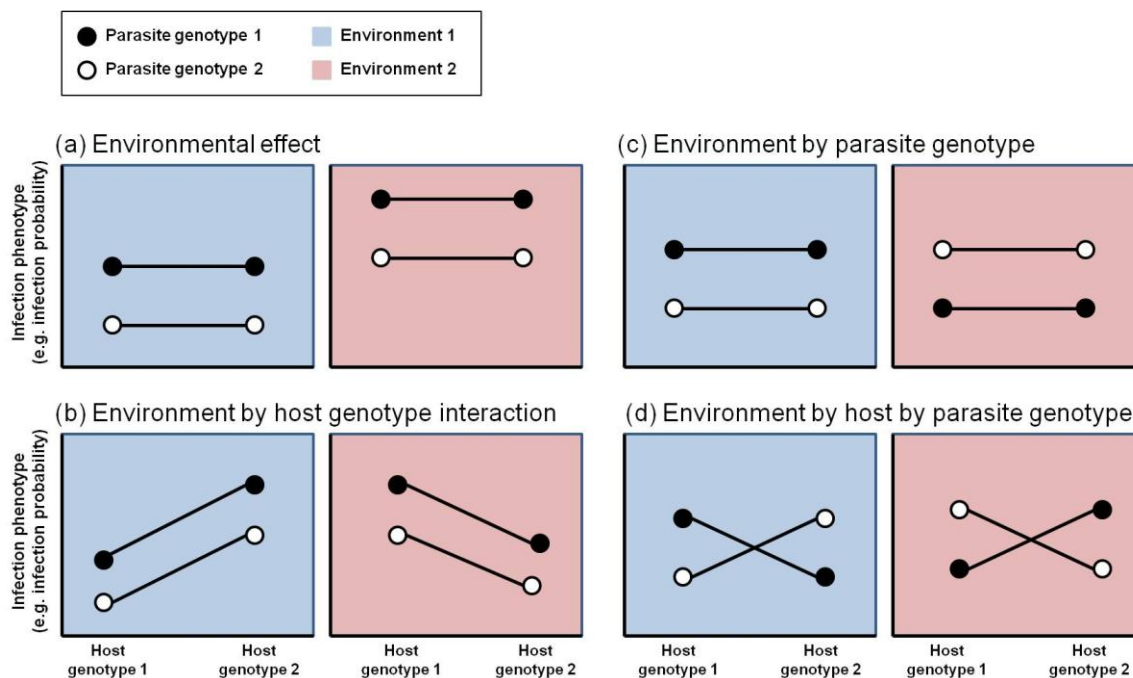 Parasite genotype 1
Environment 1
Parasite genotype 2
Environment 2
(a) Environmental effect
(c) Environment by parasite genotype
Infection phenotype
(e.g. infection probability)
(b) Environment by host genotype interaction
(d) Environment by host by parasite genotype
Infection phenotype
(e.g. infection probability)
Host
genotype 1
Host
genotype 2
Host
genotype 1
Host
genotype 2
Host
genotype 1
Host
genotype 2
Host
genotype 1
Host
genotype 2